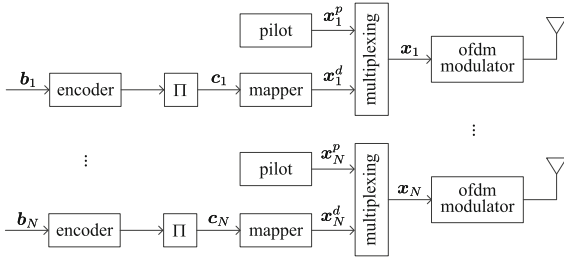 pilot
x_1^p
multiplexing
x_1
ofdm
modulator
b_1
encoder
Π
c_1
mapper
x_1^d
⋮
⋮
pilot
x_N^p
multiplexing
x_N
ofdm
modulator
b_N
encoder
Π
c_N
mapper
x_N^d